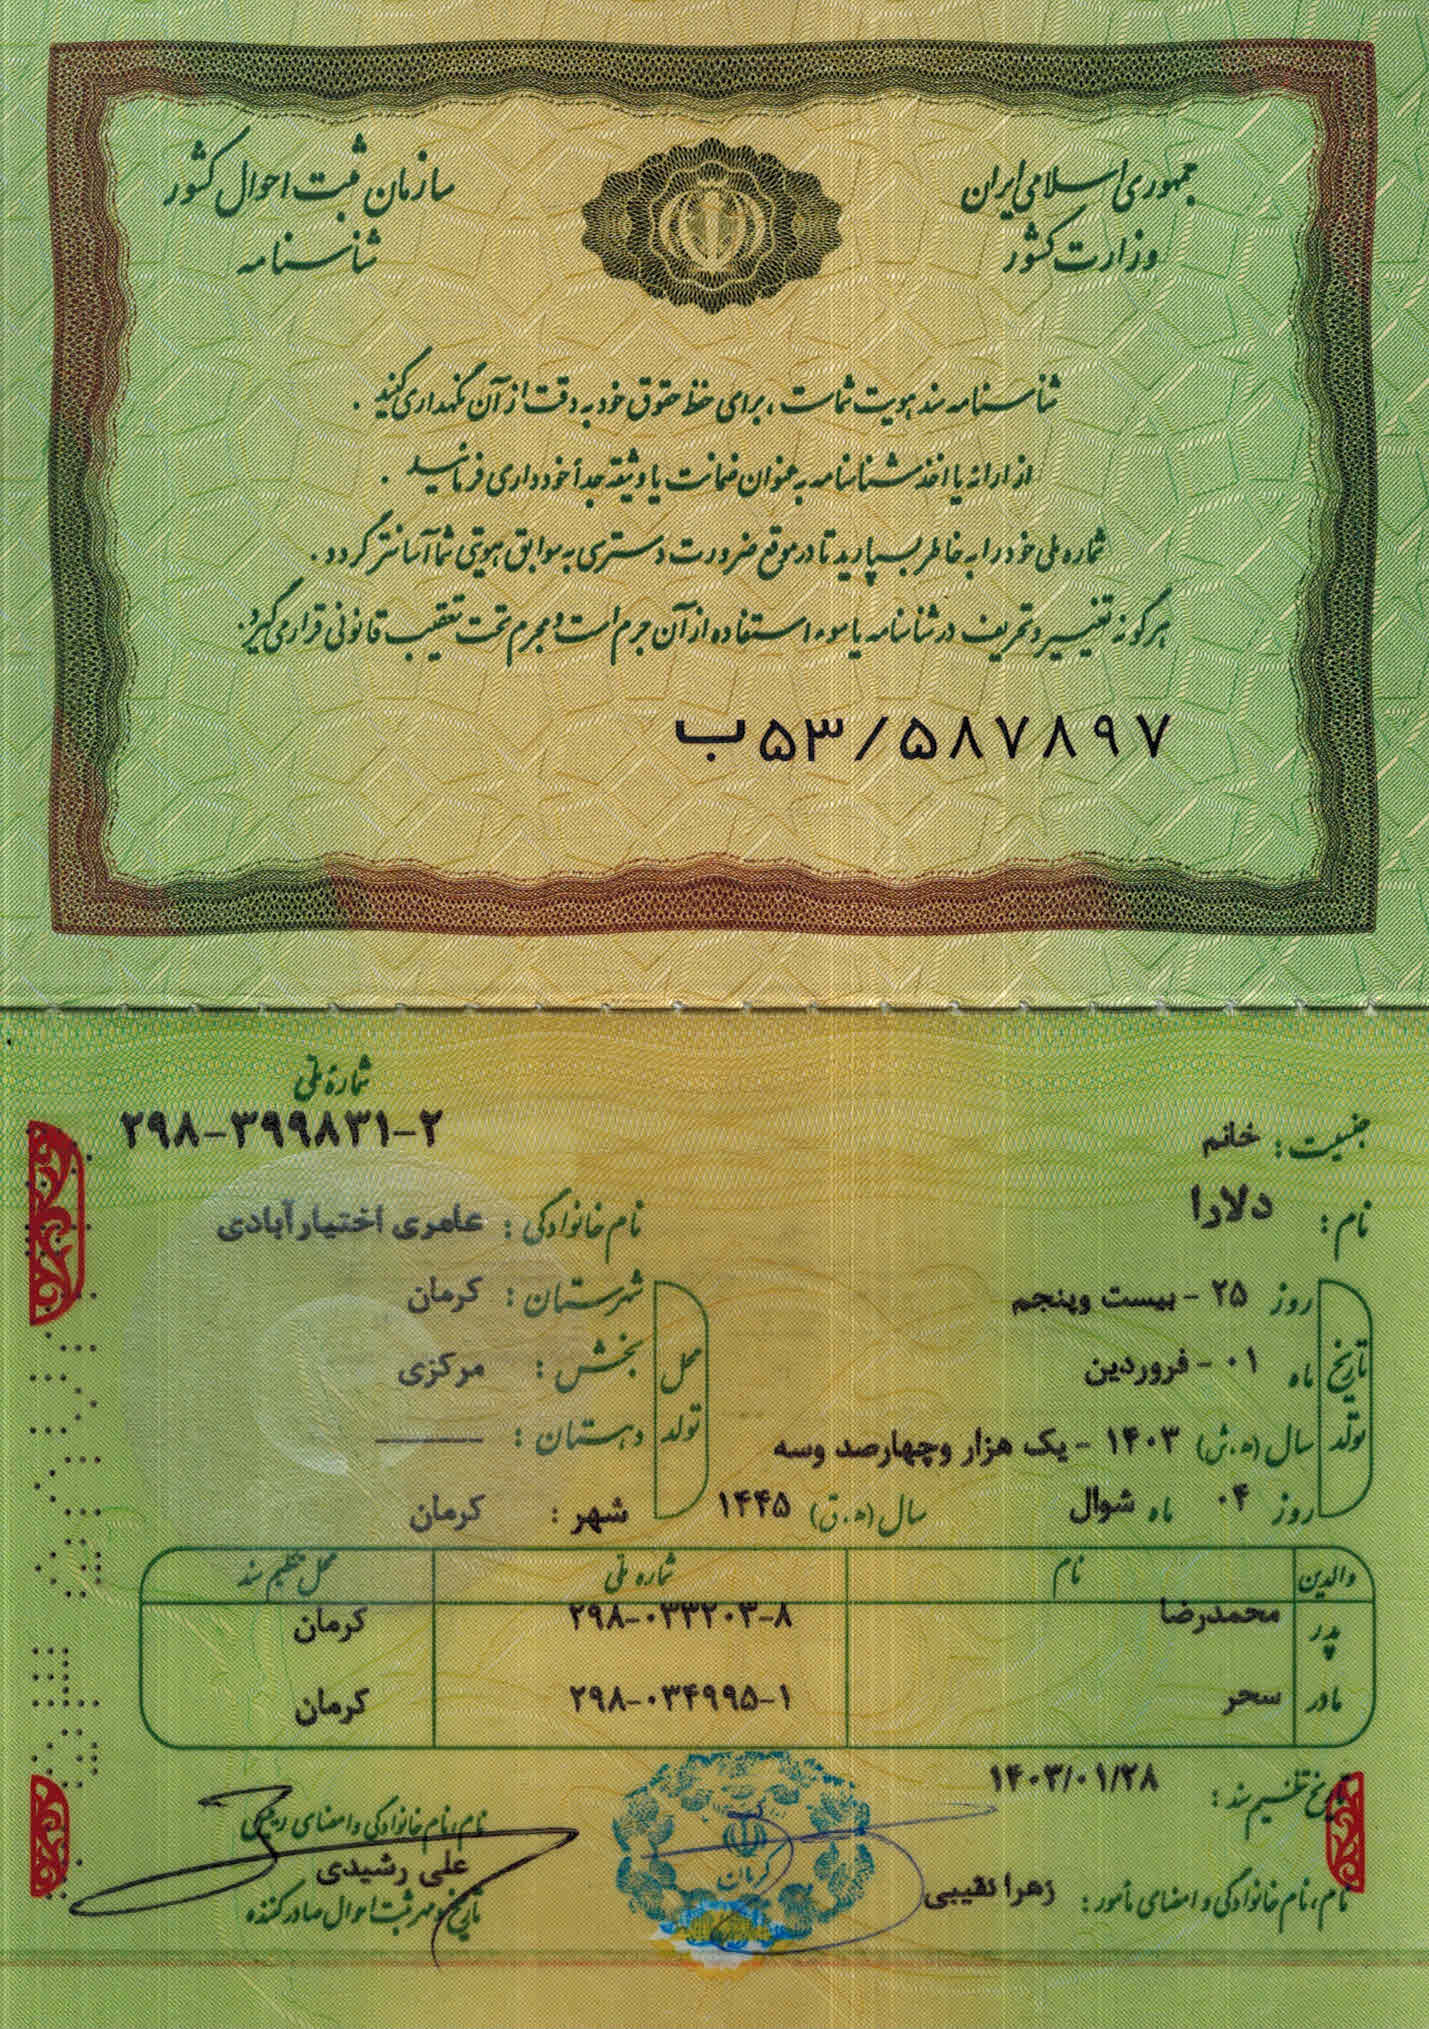 جمهوری اسلامی ایران
وزارت کشور
سازمان ثبت احوال کشور
شناسنامه
شناسنامه سند هویت شماست ، برای حفظ حقوق خود به دقت از آن نگهداری کنید .
از ارائه یا اخذ شناسنامه به عنوان ضمانت یا وثیقه جداً خودداری فرمائید .
شماره ملی خود را به خاطر بسپارید تا در موقع ضرورت دسترسی به سوابق هویتی شما آسانتر گردد .
هرگونه تغییر و تحریف در شناسنامه یا سوء استفاده از آن جرم است و مجرم تحت تعقیب قانونی قرار می‌گیرد .
ب۵۳/۵۸۷۸۹۷
شمارهٔ ملی
۲۹۸-۳۹۹۸۳۱-۲
جنسیت : خانم
نام : دلارا
نام خانوادگی : عامری اختیارآبادی
تاریخ تولد
روز ۲۵ - بیست وپنجم
ماه ۰۱ - فروردین
سال (ه.ش) ۱۴۰۳ - یک هزار وچهارصد وسه
روز ۰۴ ماه شوال سال (ه.ق) ۱۴۴۵
محل تولد
شهرستان : کرمان
بخش : مرکزی
دهستان : ———
شهر : کرمان
والدین نام شماره ملی محل تنظیم سند
پدر محمدرضا ۲۹۸-۰۳۳۲۰۳-۸ کرمان
مادر سحر ۲۹۸-۰۳۴۹۹۵-۱ کرمان
تاریخ تنظیم سند : ۱۴۰۳/۰۱/۲۸
نام، نام خانوادگی و امضای مأمور : زهرا نقیبی
کرمان
نام، نام خانوادگی و امضای رئیس
علی رشیدی
تاریخ و مهر ثبت احوال صادرکننده